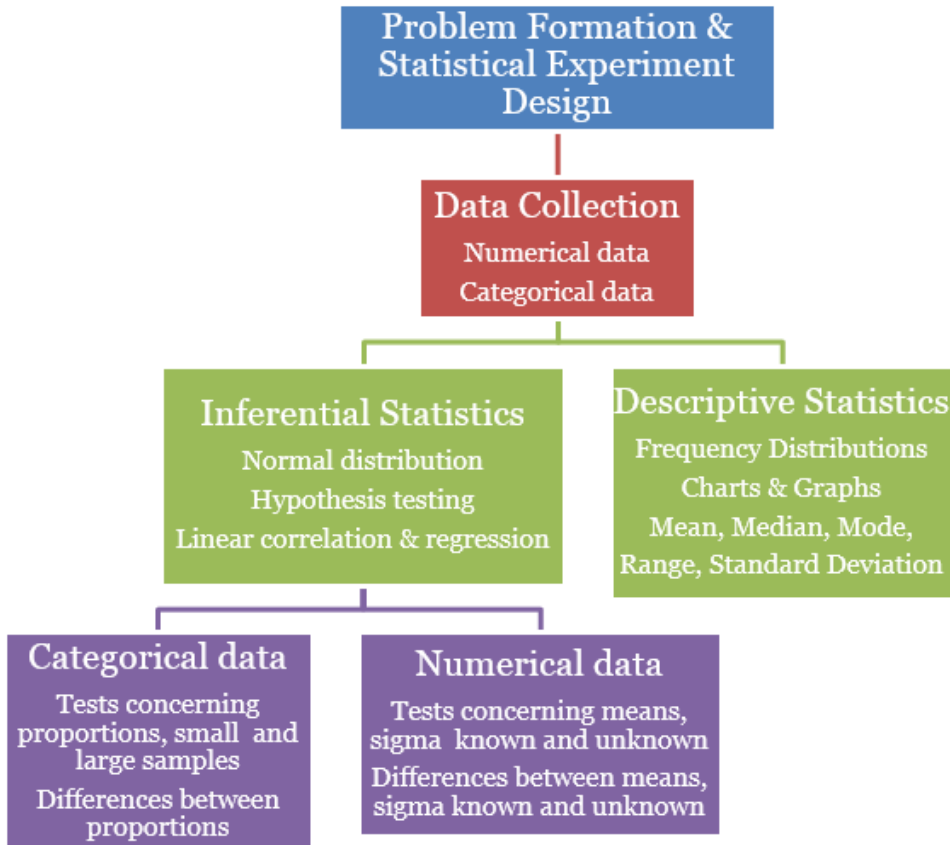 Problem Formation &
Statistical Experiment
Design
Data Collection
Numerical data
Categorical data
Inferential Statistics
Normal distribution
Hypothesis testing
Linear correlation & regression
Descriptive Statistics
Frequency Distributions
Charts & Graphs
Mean, Median, Mode,
Range, Standard Deviation
Categorical data
Tests concerning
proportions, small and
large samples
Differences between
proportions
Numerical data
Tests concerning means,
sigma known and unknown
Differences between means,
sigma known and unknown